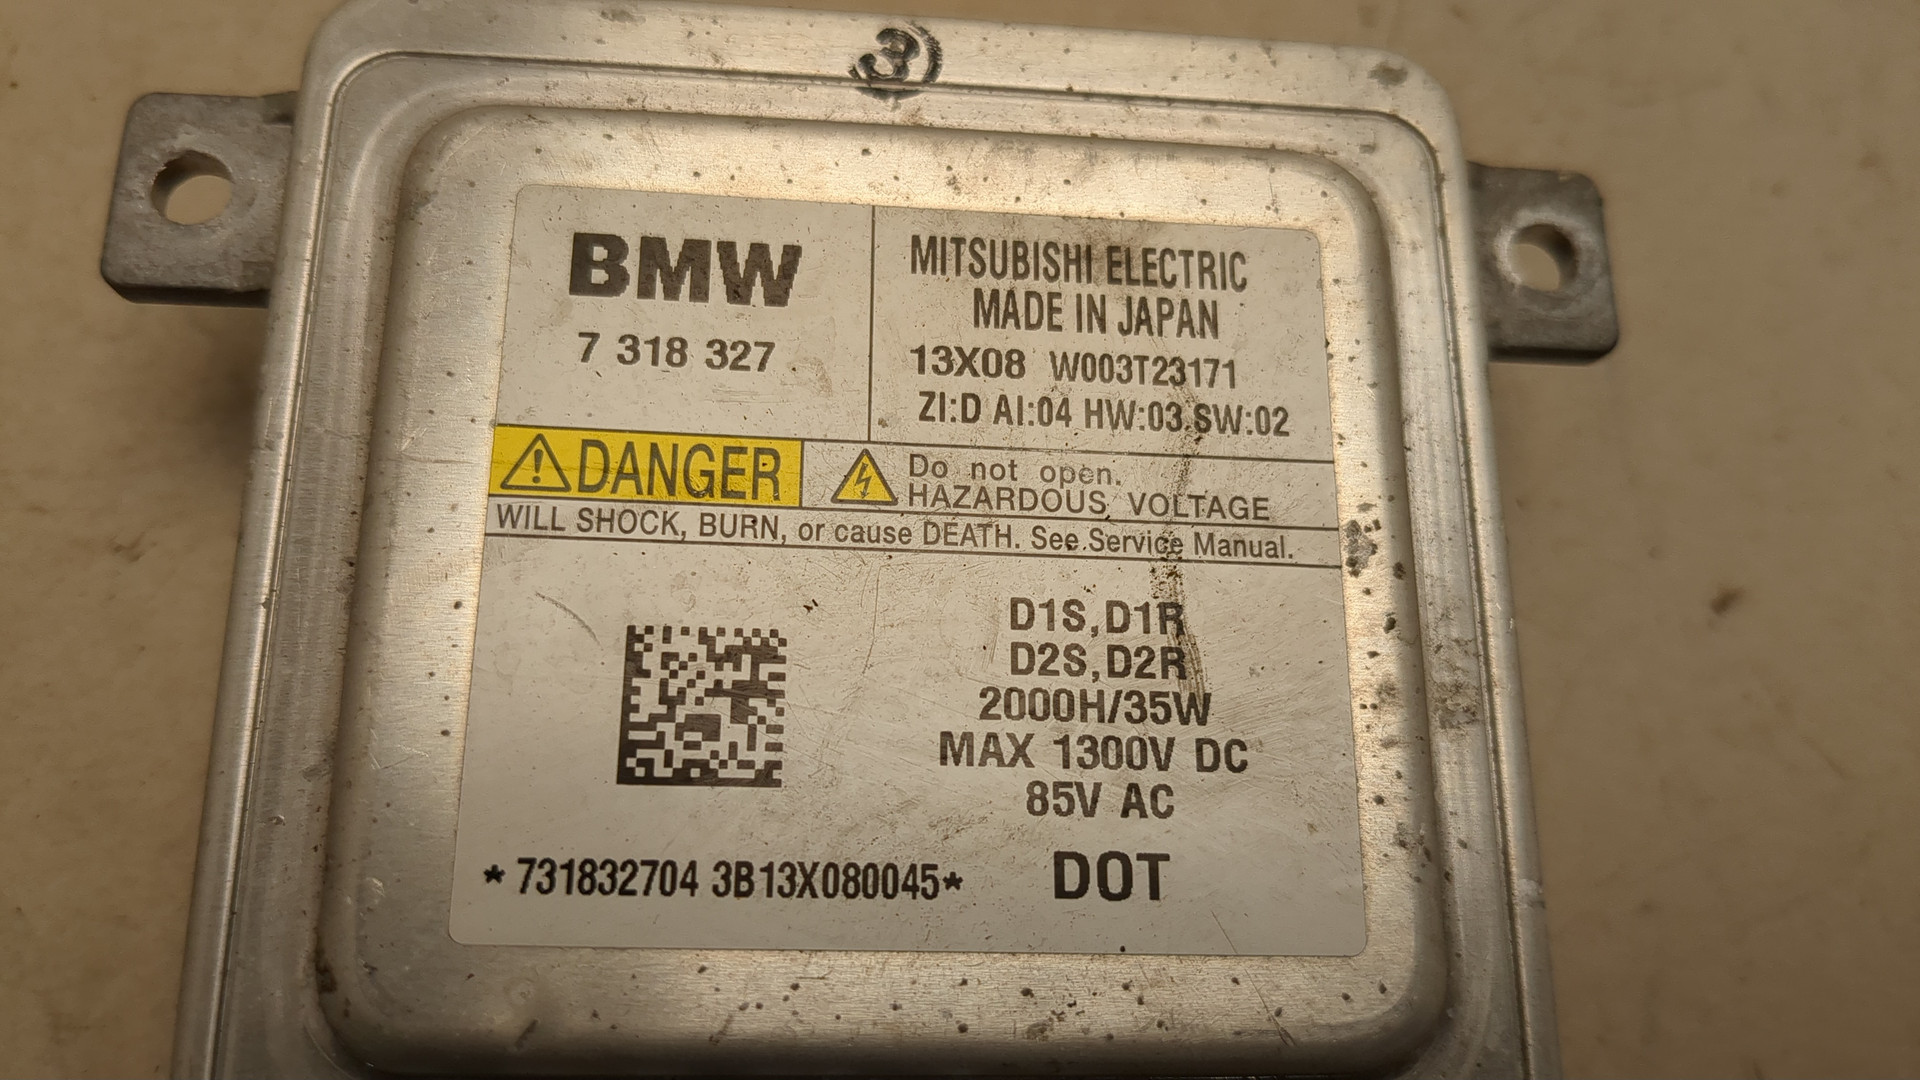 3
BMW
7 318 327
MITSUBISHI ELECTRIC
MADE IN JAPAN
13X08 W003T23171
ZI:D AI:04 HW:03 SW:02
DANGER
Do not open.
HAZARDOUS VOLTAGE
WILL SHOCK, BURN, or cause DEATH. See Service Manual.
D1S,D1R
D2S,D2R
2000H/35W
MAX 1300V DC
85V AC
*731832704 3B13X080045*
DOT